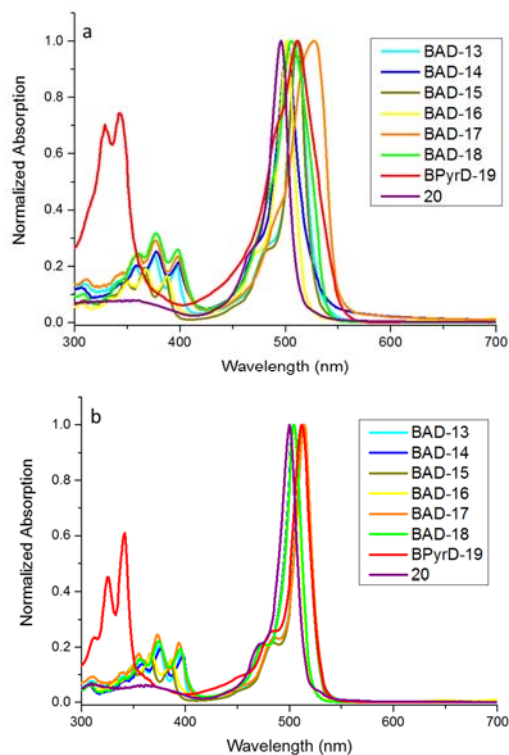 a
BAD-13
BAD-14
BAD-15
BAD-16
BAD-17
BAD-18
BPyrD-19
20
Normalized Absorption
1.0
0.8
0.6
0.4
0.2
0.0
300 400 500 600 700
Wavelength (nm)
b
BAD-13
BAD-14
BAD-15
BAD-16
BAD-17
BAD-18
BPyrD-19
20
Normalized Absorption
1.0
0.8
0.6
0.4
0.2
0.0
300 400 500 600 700
Wavelength (nm)